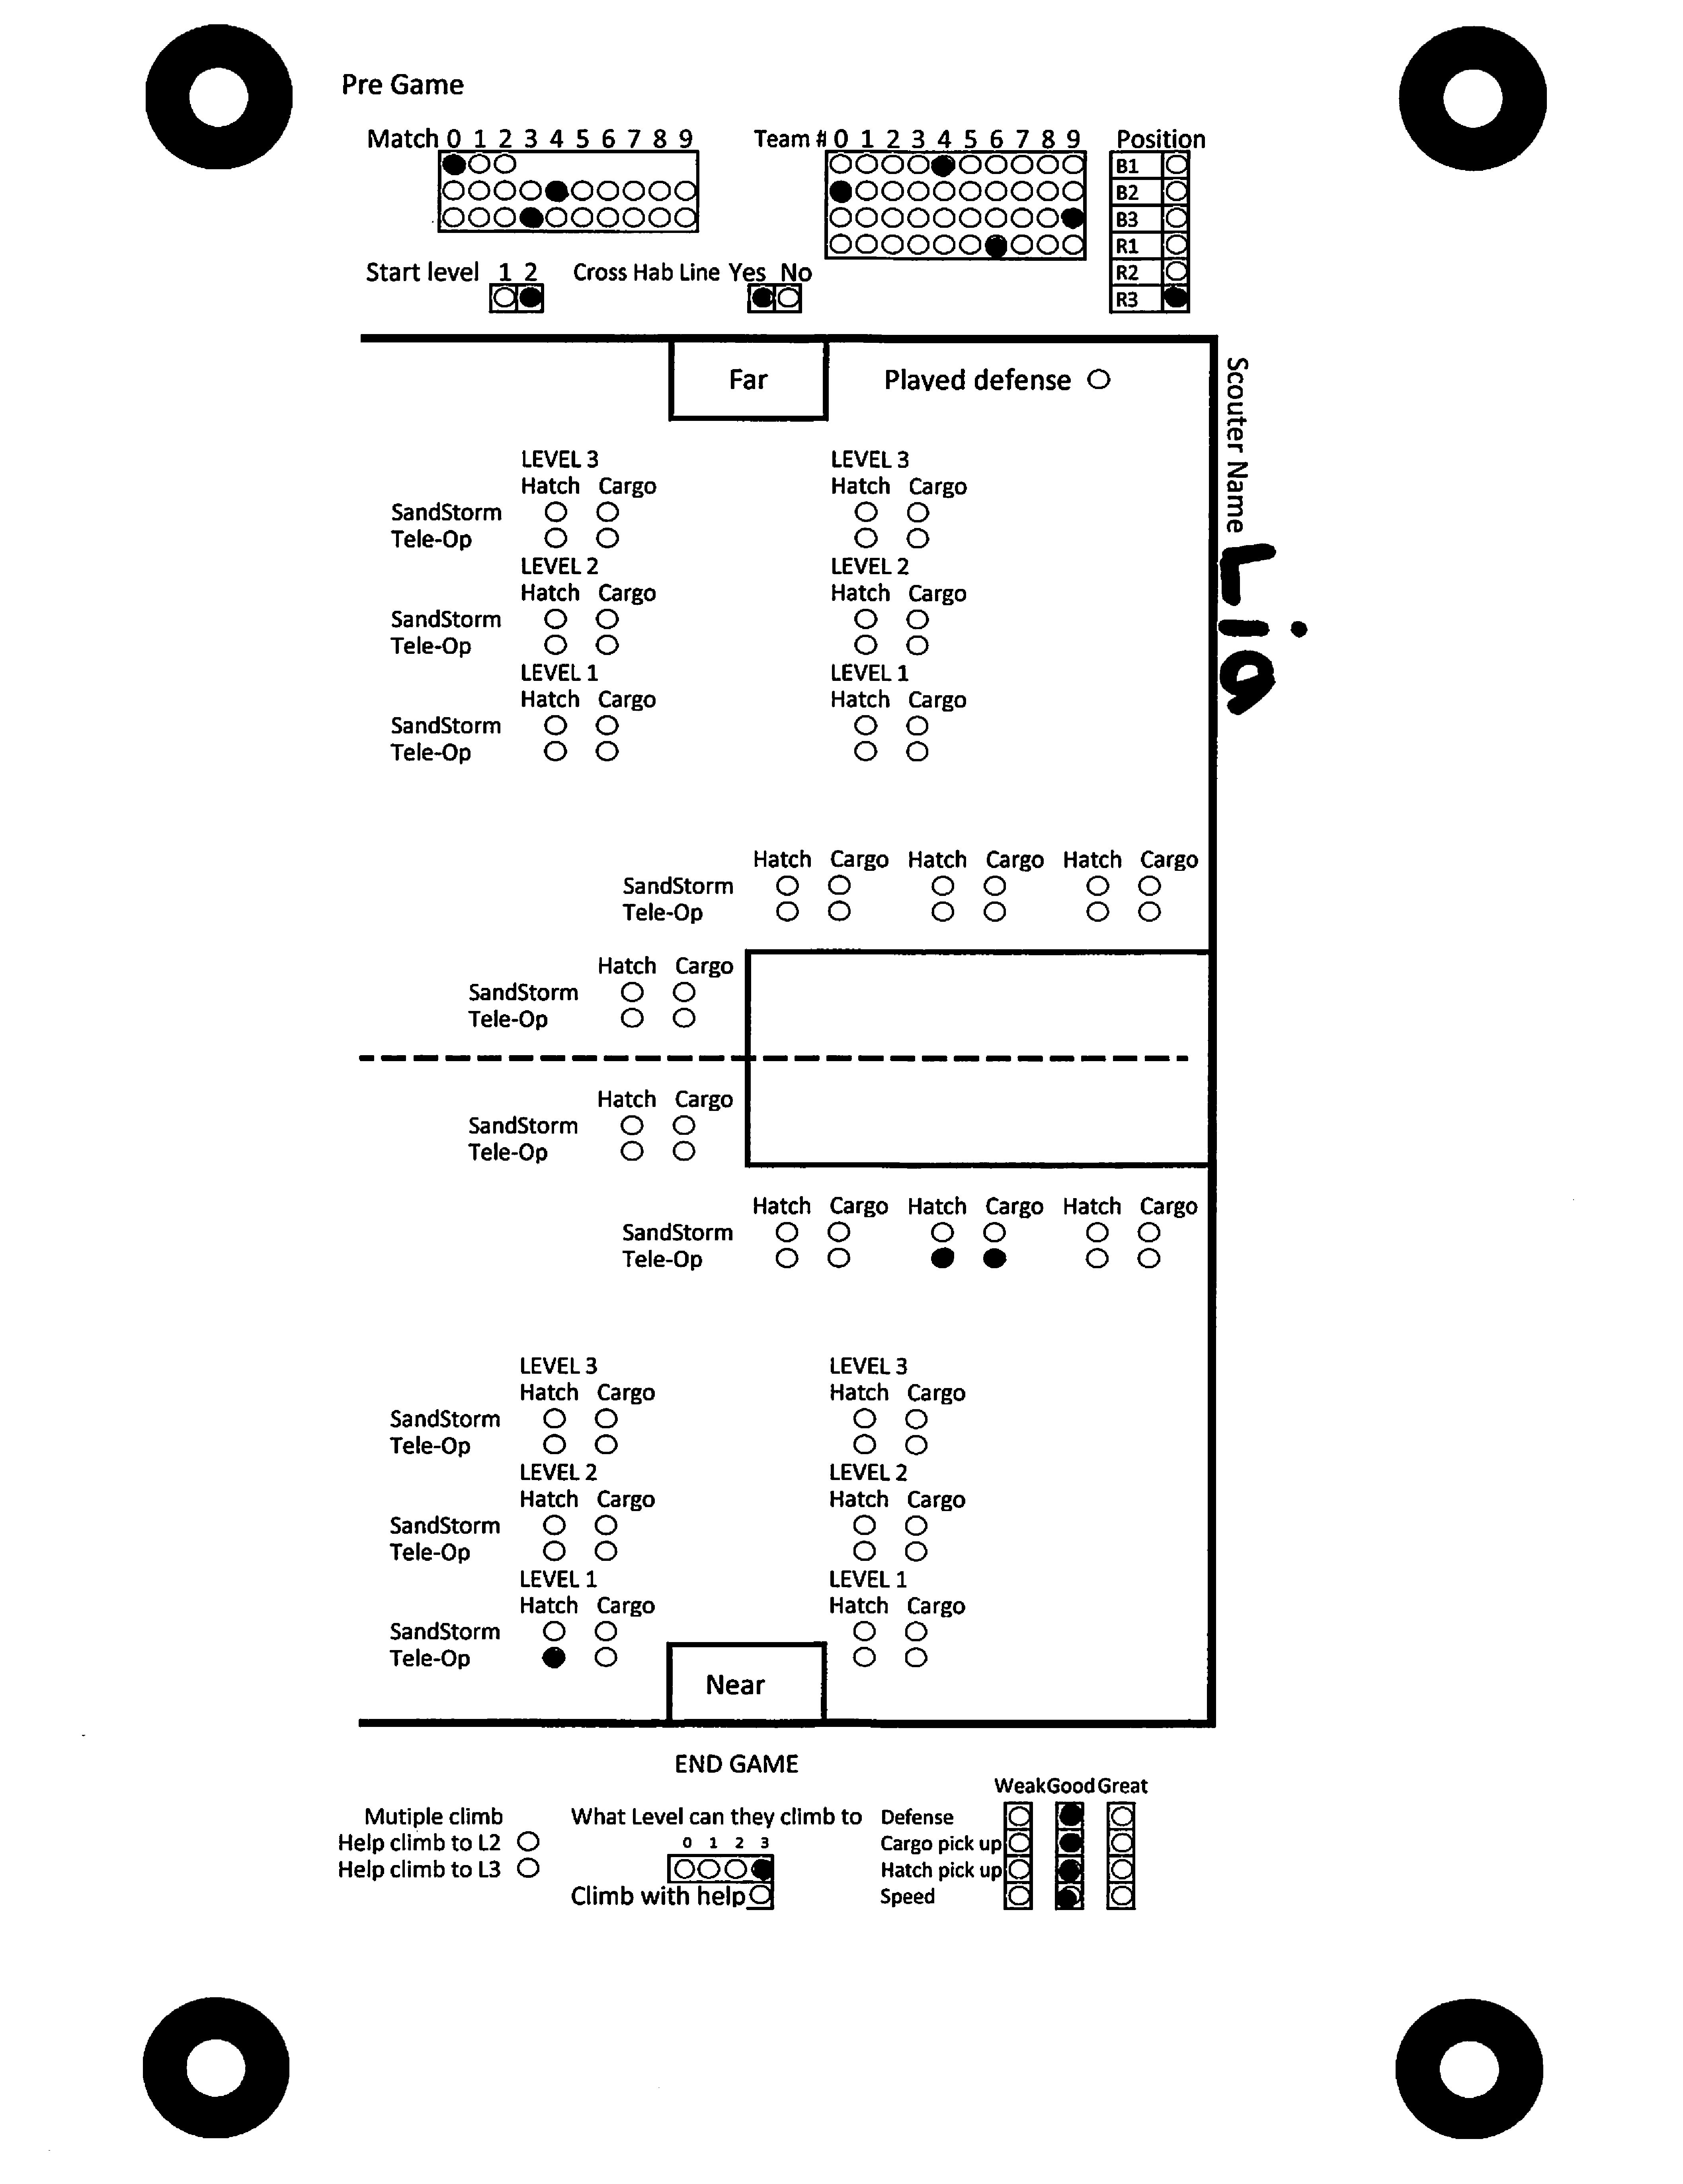 Pre Game
Match 0 1 2 3 4 5 6 7 8 9
Team # 0 1 2 3 4 5 6 7 8 9
Position
B1
B2
B3
R1
R2
R3
Start level 1 2
Cross Hab Line Yes No
Far
Played defense
Scouter Name Lia
LEVEL 3 LEVEL 3
Hatch Cargo Hatch Cargo
SandStorm
Tele-Op
LEVEL 2 LEVEL 2
Hatch Cargo Hatch Cargo
SandStorm
Tele-Op
LEVEL 1 LEVEL 1
Hatch Cargo Hatch Cargo
SandStorm
Tele-Op
Hatch Cargo Hatch Cargo Hatch Cargo
SandStorm
Tele-Op
Hatch Cargo
SandStorm
Tele-Op
Hatch Cargo
SandStorm
Tele-Op
Hatch Cargo Hatch Cargo Hatch Cargo
SandStorm
Tele-Op
LEVEL 3 LEVEL 3
Hatch Cargo Hatch Cargo
SandStorm
Tele-Op
LEVEL 2 LEVEL 2
Hatch Cargo Hatch Cargo
SandStorm
Tele-Op
LEVEL 1 LEVEL 1
Hatch Cargo Hatch Cargo
SandStorm
Tele-Op
Near
END GAME
Mutiple climb
Help climb to L2
Help climb to L3
What Level can they climb to
0 1 2 3
Climb with help
Weak Good Great
Defense
Cargo pick up
Hatch pick up
Speed